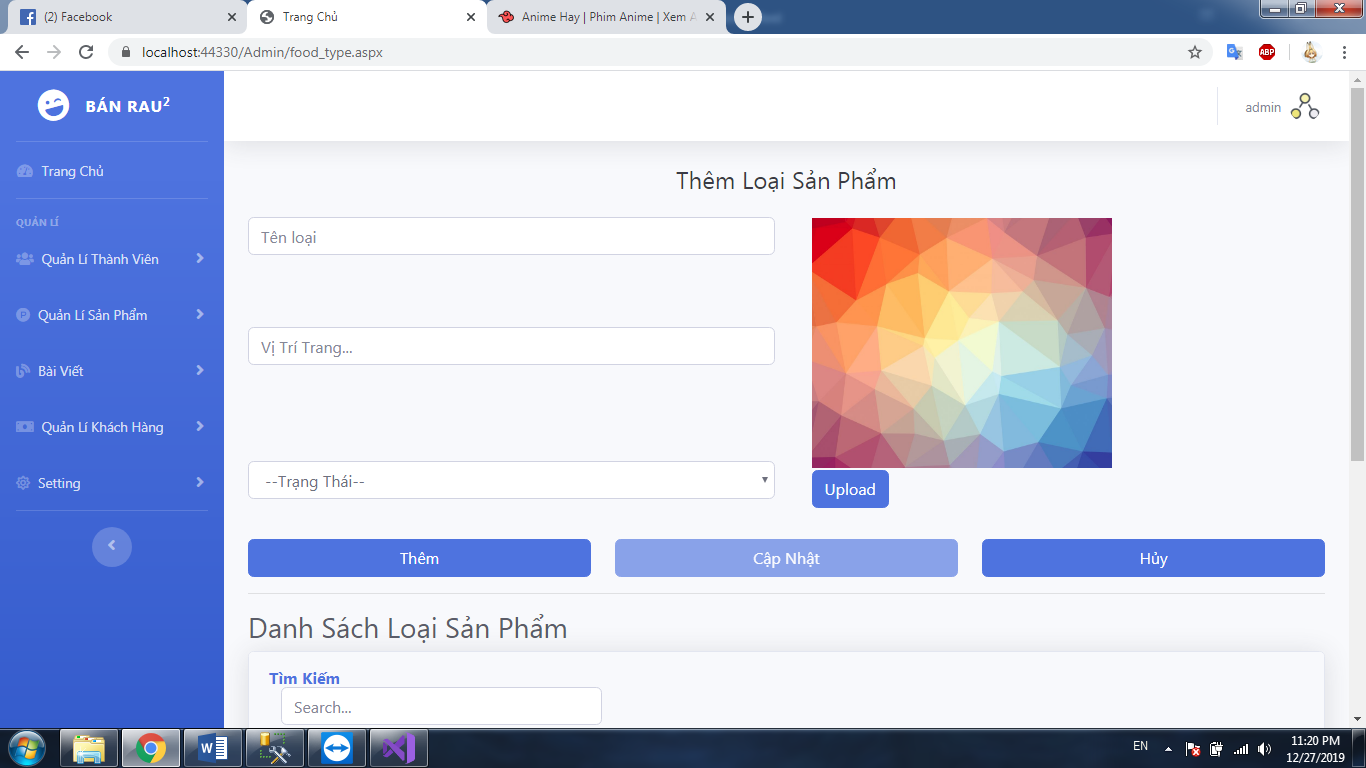 (2) Facebook
Trang Chủ
Anime Hay | Phim Anime | Xem A
localhost:44330/Admin/food_type.aspx
ABP
BÁN RAU2
admin
Trang Chủ
QUẢN LÍ
Quản Lí Thành Viên
Quản Lí Sản Phẩm
Bài Viết
Quản Lí Khách Hàng
Setting
Thêm Loại Sản Phẩm
Tên loại
Vị Trí Trang...
--Trạng Thái--
Upload
Thêm
Cập Nhật
Hủy
Danh Sách Loại Sản Phẩm
Tìm Kiếm
Search...
EN
11:20 PM
12/27/2019